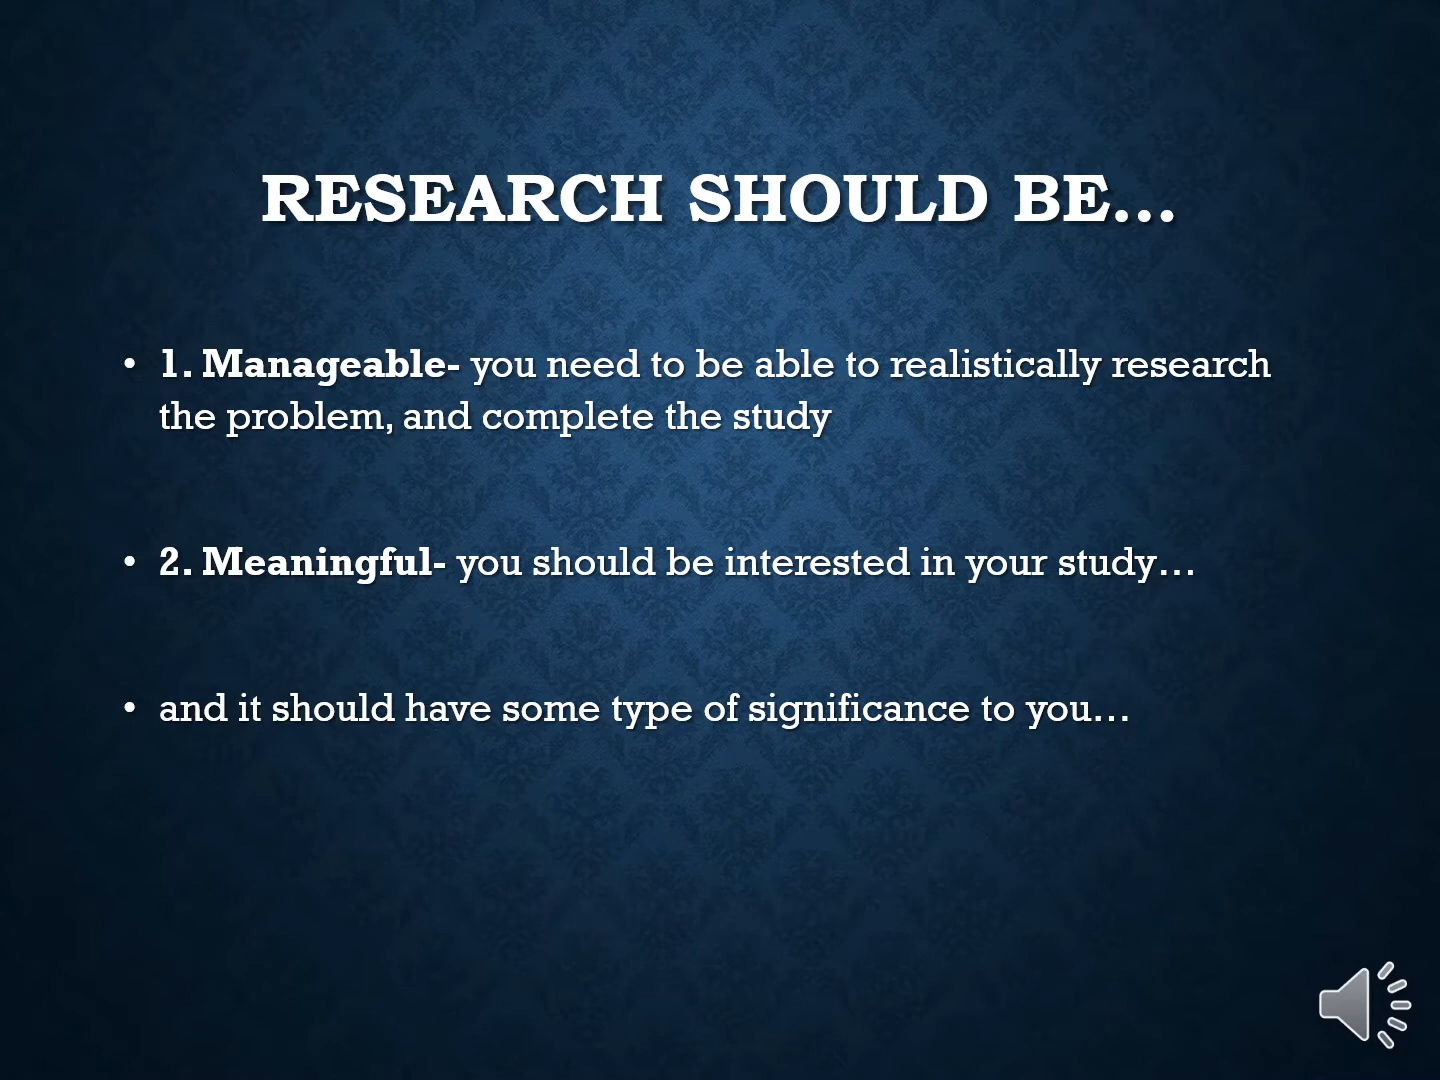 RESEARCH SHOULD BE…
• 1. Manageable- you need to be able to realistically research
the problem, and complete the study
• 2. Meaningful- you should be interested in your study…
• and it should have some type of significance to you…